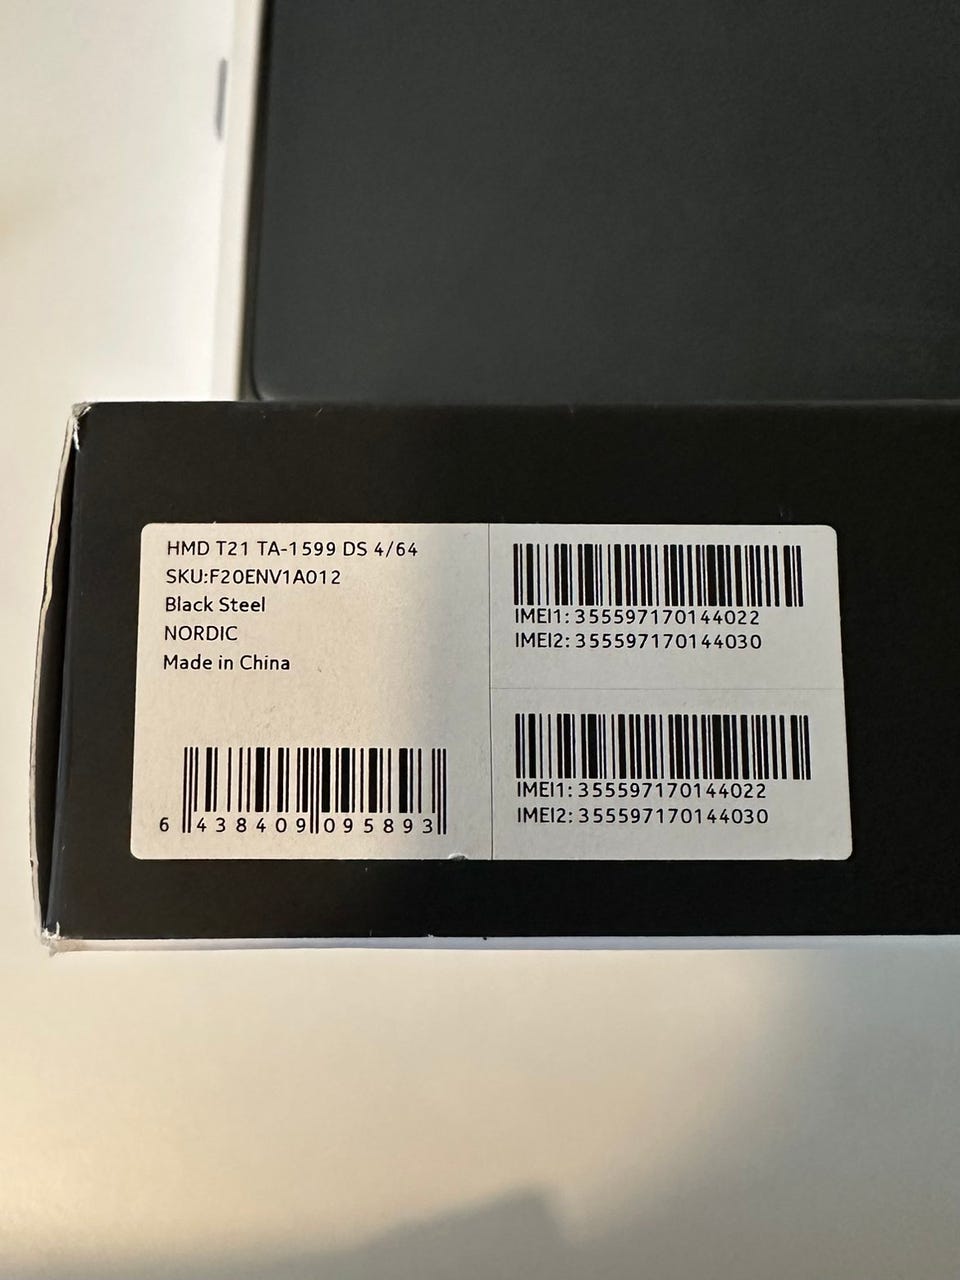 HMD T21 TA-1599 DS 4/64
SKU:F20ENV1A012
Black Steel
NORDIC
Made in China
6 438409 095893
IMEI1: 355597170144022
IMEI2: 355597170144030
IMEI1: 355597170144022
IMEI2: 355597170144030